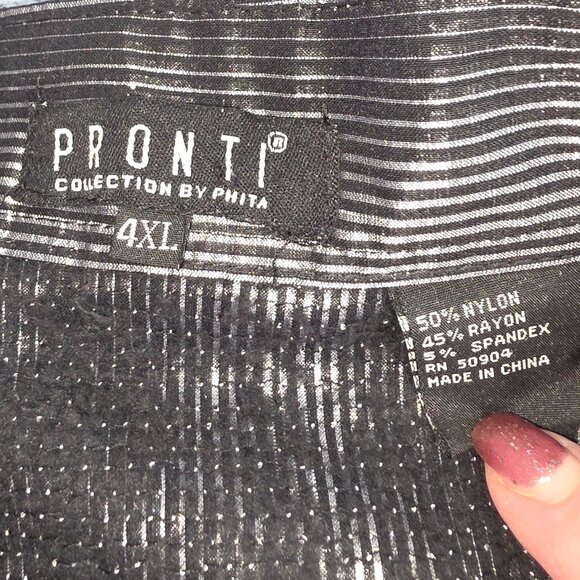 PRONTI®
COLLECTION BY PHITA
4XL
50% NYLON
45% RAYON
5% SPANDEX
RN 50904
MADE IN CHINA